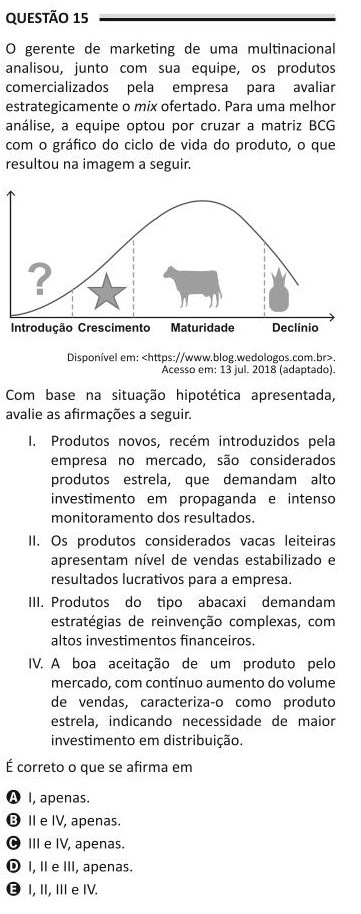 QUESTÃO 15
O gerente de marketing de uma multinacional
analisou, junto com sua equipe, os produtos
comercializados pela empresa para avaliar
estrategicamente o mix ofertado. Para uma melhor
análise, a equipe optou por cruzar a matriz BCG
com o gráfico do ciclo de vida do produto, o que
resultou na imagem a seguir.
?
Introdução Crescimento Maturidade Declínio
Disponível em: <https://www.blog.wedologos.com.br>.
Acesso em: 13 jul. 2018 (adaptado).
Com base na situação hipotética apresentada,
avalie as afirmações a seguir.
I. Produtos novos, recém introduzidos pela
empresa no mercado, são considerados
produtos estrela, que demandam alto
investimento em propaganda e intenso
monitoramento dos resultados.
II. Os produtos considerados vacas leiteiras
apresentam nível de vendas estabilizado e
resultados lucrativos para a empresa.
III. Produtos do tipo abacaxi demandam
estratégias de reinvenção complexas, com
altos investimentos financeiros.
IV. A boa aceitação de um produto pelo
mercado, com contínuo aumento do volume
de vendas, caracteriza-o como produto
estrela, indicando necessidade de maior
investimento em distribuição.
É correto o que se afirma em
A I, apenas.
B II e IV, apenas.
C III e IV, apenas.
D I, II e III, apenas.
E I, II, III e IV.